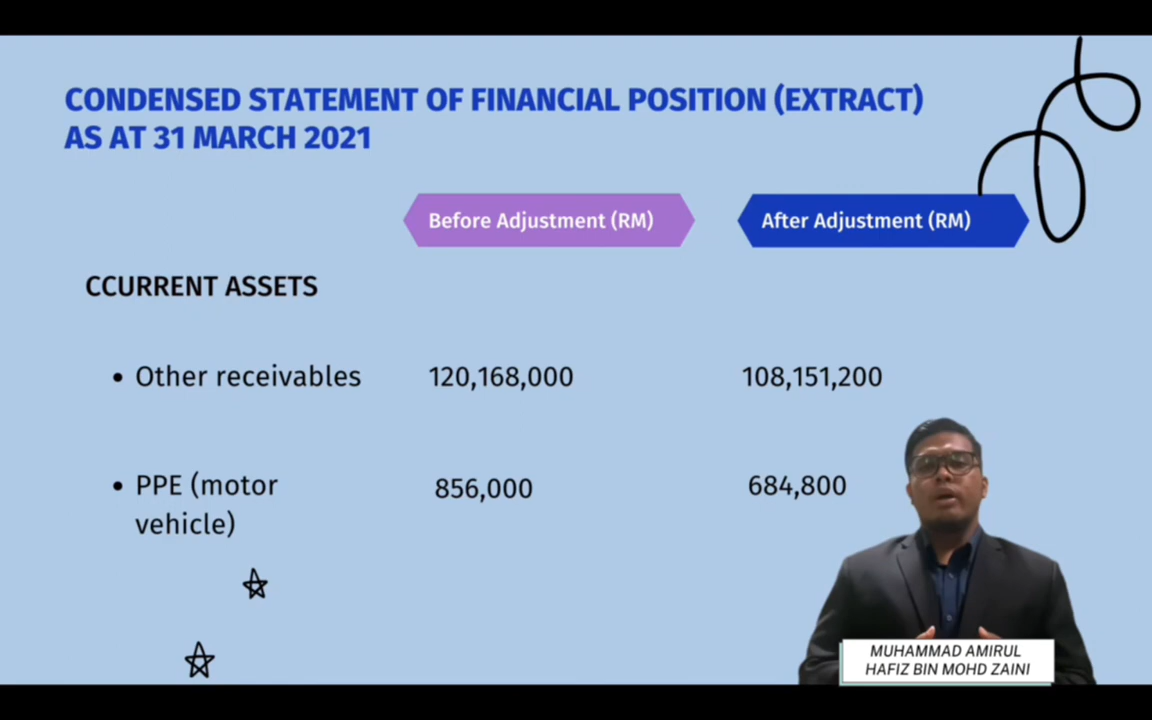 CONDENSED STATEMENT OF FINANCIAL POSITION (EXTRACT)
AS AT 31 MARCH 2021
Before Adjustment (RM)
After Adjustment (RM)
CCURRENT ASSETS
• Other receivables
120,168,000
108,151,200
• PPE (motor
vehicle)
856,000
684,800
MUHAMMAD AMIRUL
HAFIZ BIN MOHD ZAINI